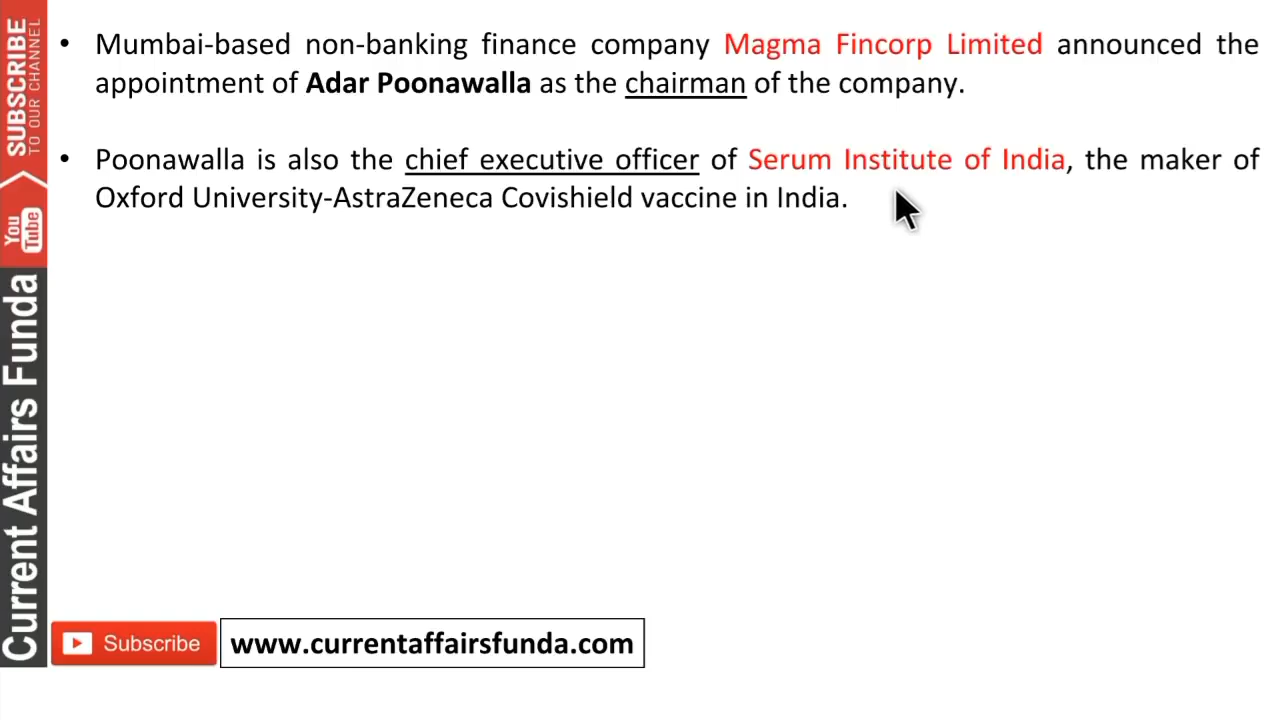 • Mumbai-based non-banking finance company Magma Fincorp Limited announced the
appointment of Adar Poonawalla as the chairman of the company.
• Poonawalla is also the chief executive officer of Serum Institute of India, the maker of
Oxford University-AstraZeneca Covishield vaccine in India.
SUBSCRIBE
TO OUR CHANNEL
You
Tube
Current Affairs Funda
Subscribe
www.currentaffairsfunda.com